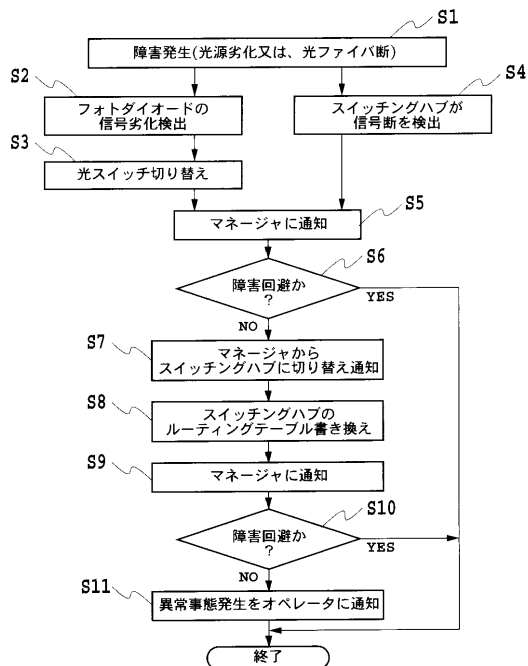 S1
障害発生(光源劣化又は、光ファイバ断)
S2
フォトダイオードの
信号劣化検出
S4
スイッチングハブが
信号断を検出
S3
光スイッチ切り替え
S5
マネージャに通知
S6
障害回避か
?
YES
NO
S7
マネージャから
スイッチングハブに切り替え通知
S8
スイッチングハブの
ルーティングテーブル書き換え
S9
マネージャに通知
S10
障害回避か
?
YES
NO
S11
異常事態発生をオペレータに通知
終了